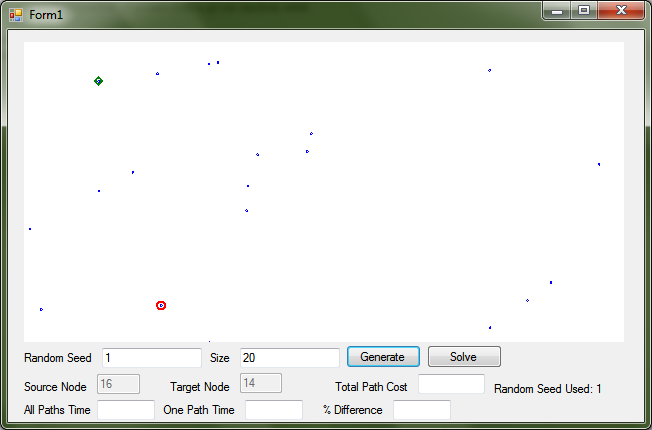 Form1
Random Seed 1 Size 20 Generate Solve
Source Node 16 Target Node 14 Total Path Cost Random Seed Used: 1
All Paths Time One Path Time % Difference